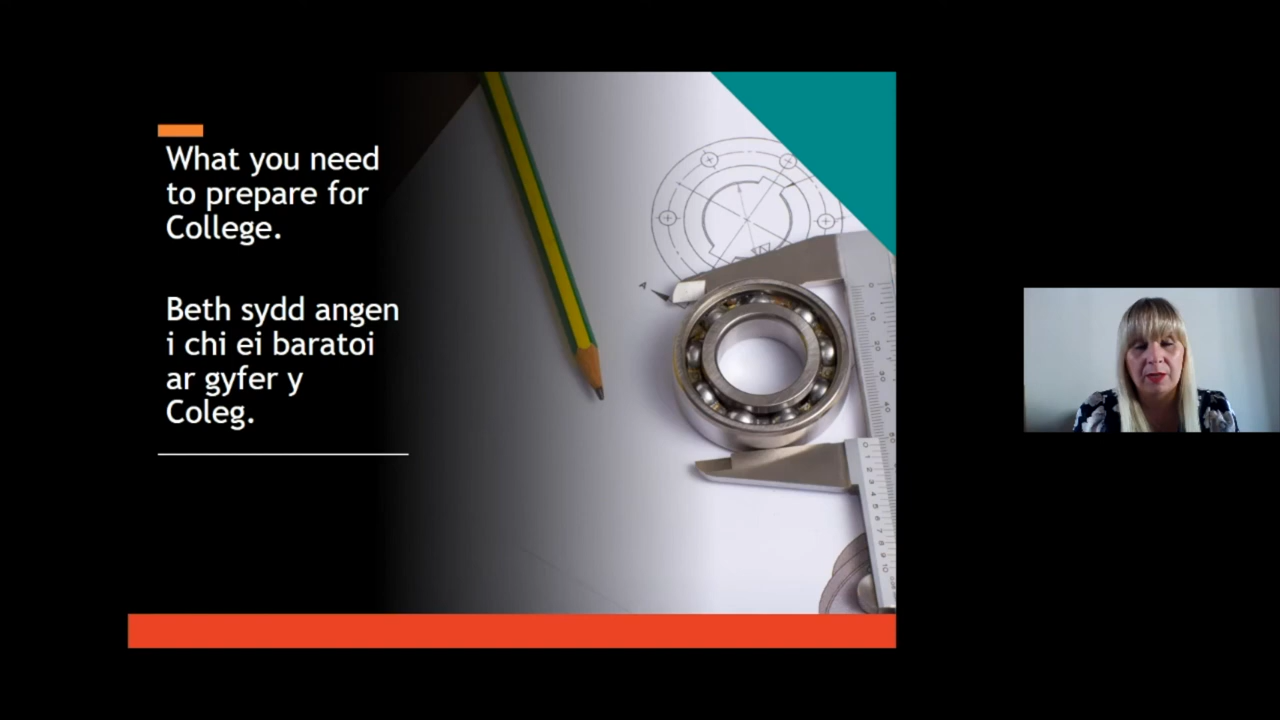 What you need
to prepare for
College.
Beth sydd angen
i chi ei baratoi
ar gyfer y
Coleg.